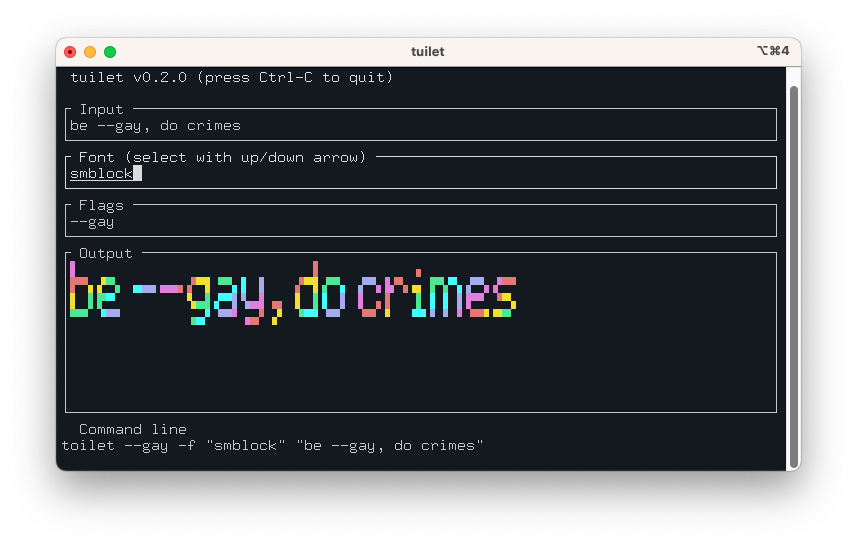 tuilet
⌥⌘4
tuilet v0.2.0 (press Ctrl-C to quit)
Input
be --gay, do crimes
Font (select with up/down arrow)
smblock
Flags
--gay
Output
be --gay, do crimes
Command line
toilet --gay -f "smblock" "be --gay, do crimes"